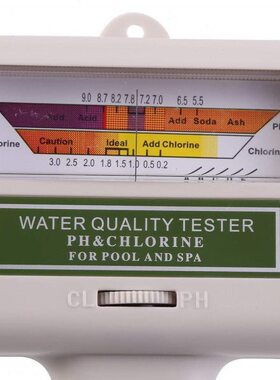 9.0 8.7 8.2 7.8 7.2 7.0 6.5 5.5
Add Acid Add Soda Ash
Caution Ideal Add Chlorine
3.0 2.5 2.0 1.8 1.5 1.0 0.5 0.2
WATER QUALITY TESTER
PH&CHLORINE
FOR POOL AND SPA
CL PH